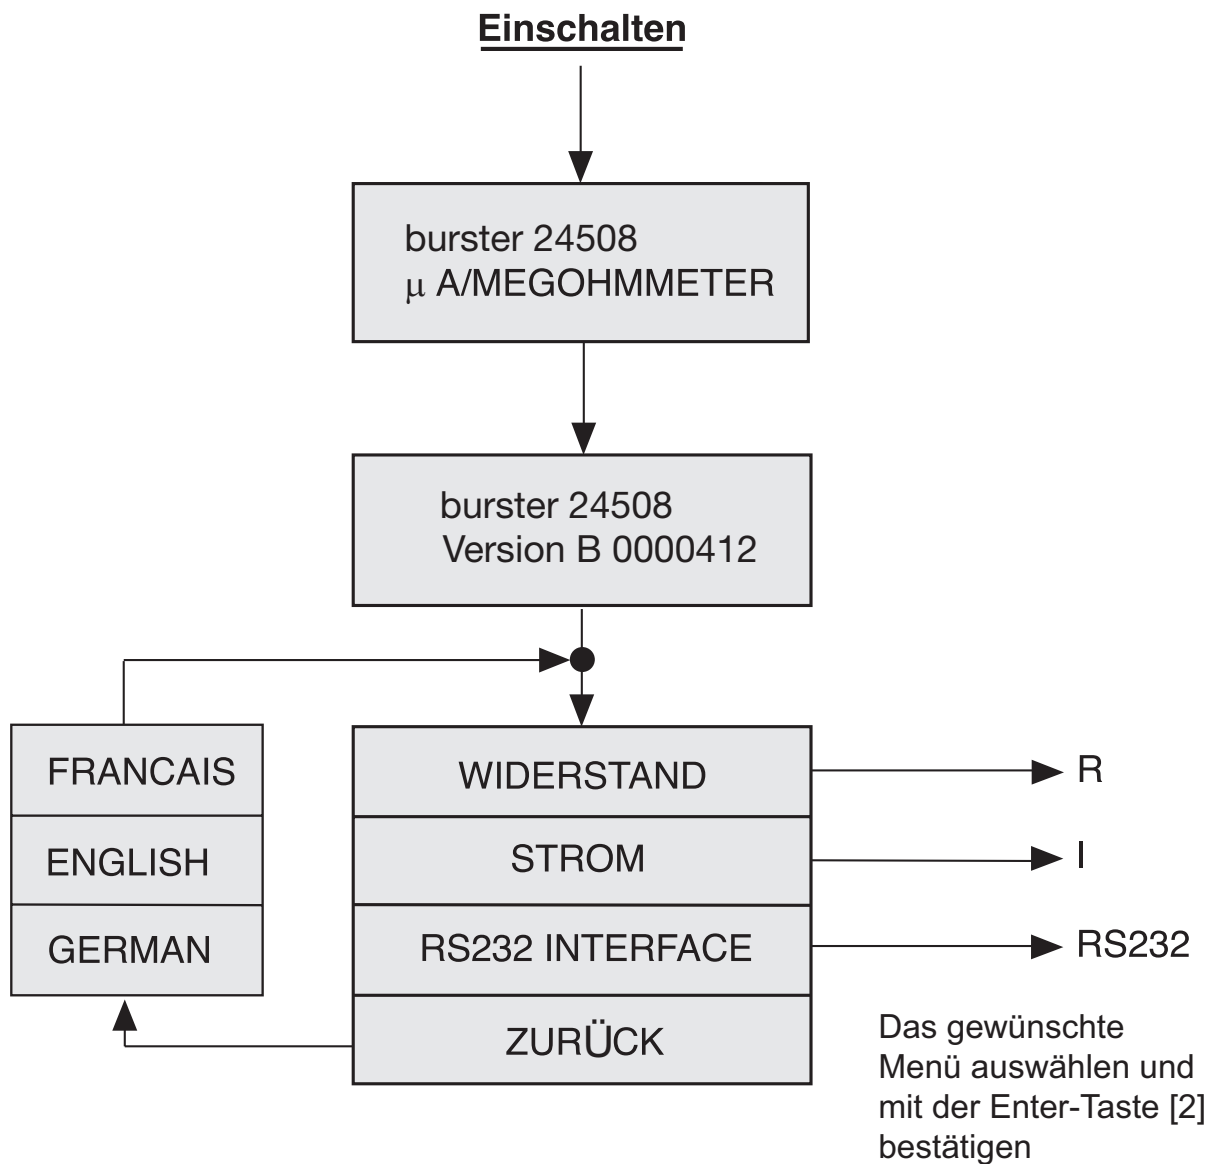 Einschalten
burster 24508
µ A/MEGOHMMETER
burster 24508
Version B 0000412
FRANCAIS
ENGLISH
GERMAN
WIDERSTAND
STROM
RS232 INTERFACE
ZURÜCK
R
I
RS232
Das gewünschte
Menü auswählen und
mit der Enter-Taste [2]
bestätigen